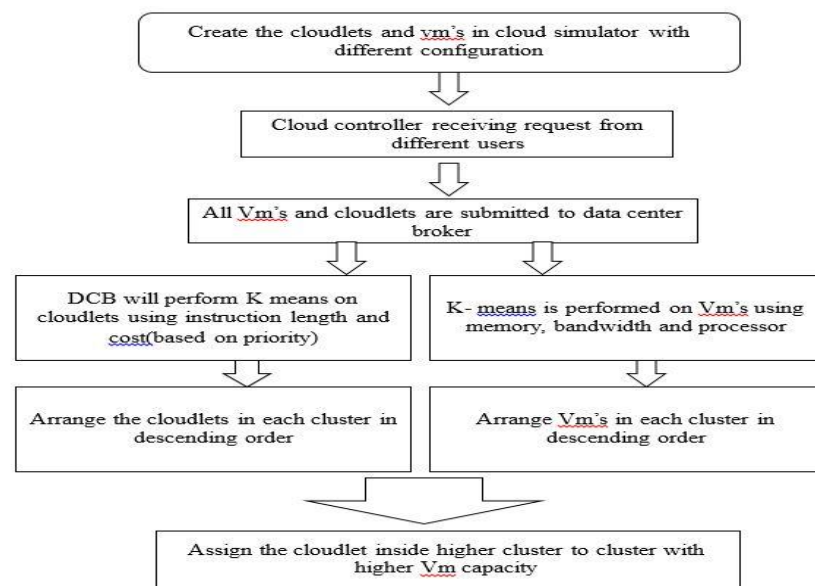 Create the cloudlets and vm's in cloud simulator with
different configuration
Cloud controller receiving request from
different users
All Vm's and cloudlets are submitted to data center
broker
DCB will perform K means on
cloudlets using instruction length and
cost(based on priority)
K- means is performed on Vm's using
memory, bandwidth and processor
Arrange the cloudlets in each cluster in
descending order
Arrange Vm's in each cluster in
descending order
Assign the cloudlet inside higher cluster to cluster with
higher Vm capacity